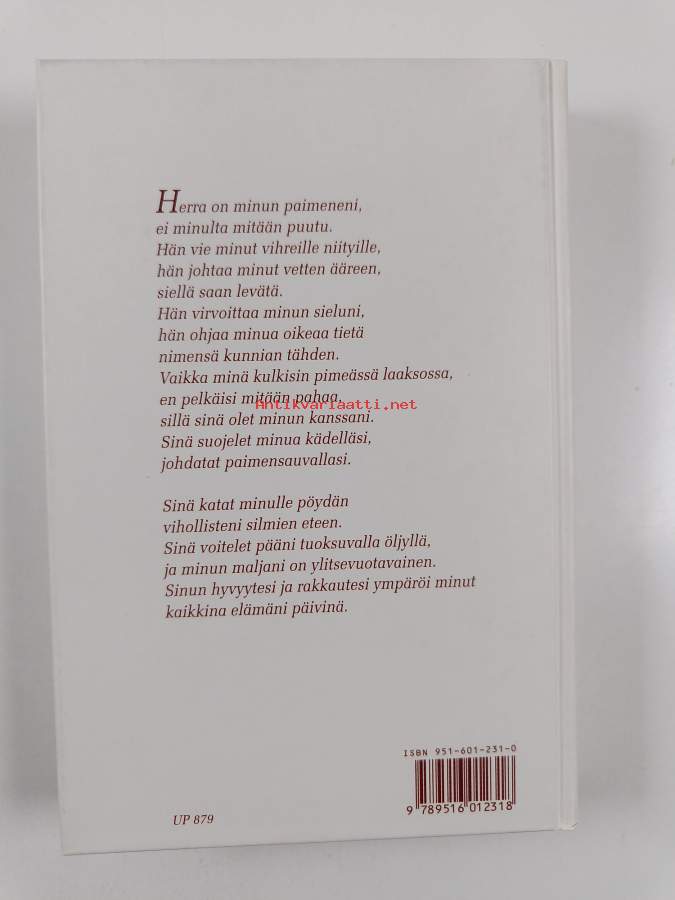 Herra on minun paimeneni,
ei minulta mitään puutu.
Hän vie minut vihreille niityille,
hän johtaa minut vetten ääreen,
siellä saan levätä.
Hän virvoittaa minun sieluni,
hän ohjaa minua oikeaa tietä
nimensä kunnian tähden.
Vaikka minä kulkisin pimeässä laaksossa,
en pelkäisi mitään pahaa,
Antikvariaatti.net
sillä sinä olet minun kanssani.
Sinä suojelet minua kädelläsi,
johdatat paimensauvallasi.
Sinä katat minulle pöydän
vihollisteni silmien eteen.
Sinä voitelet pääni tuoksuvalla öljyllä,
ja minun maljani on ylitsevuotavainen.
Sinun hyvyytesi ja rakkautesi ympäröi minut
kaikkina elämäni päivinä.
ISBN 951-601-231-0
9 789516 012318
UP 879